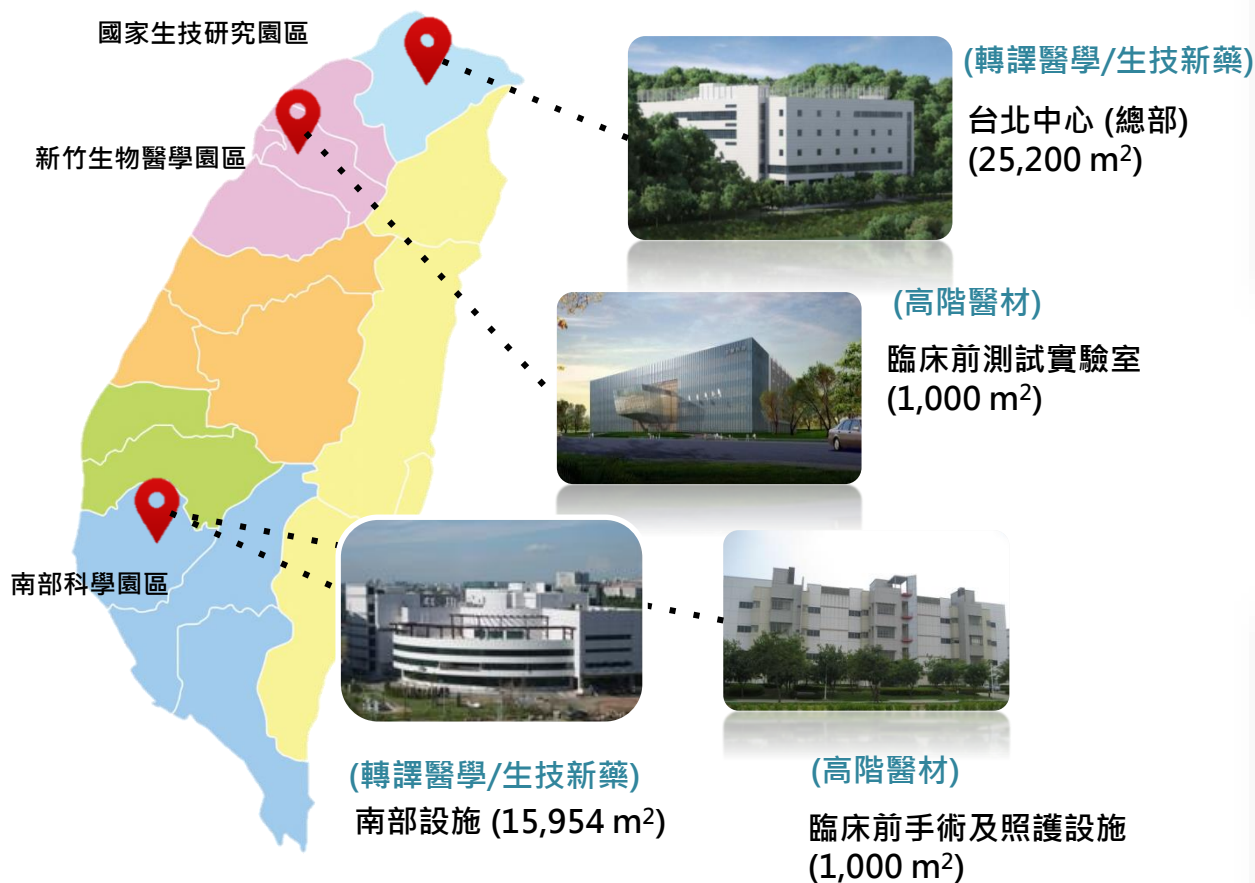 國家生技研究園區
(轉譯醫學/生技新藥)
台北中心 (總部)
(25,200 m²)
新竹生物醫學園區
(高階醫材)
臨床前測試實驗室
(1,000 m²)
南部科學園區
(轉譯醫學/生技新藥)
南部設施 (15,954 m²)
(高階醫材)
臨床前手術及照護設施
(1,000 m²)